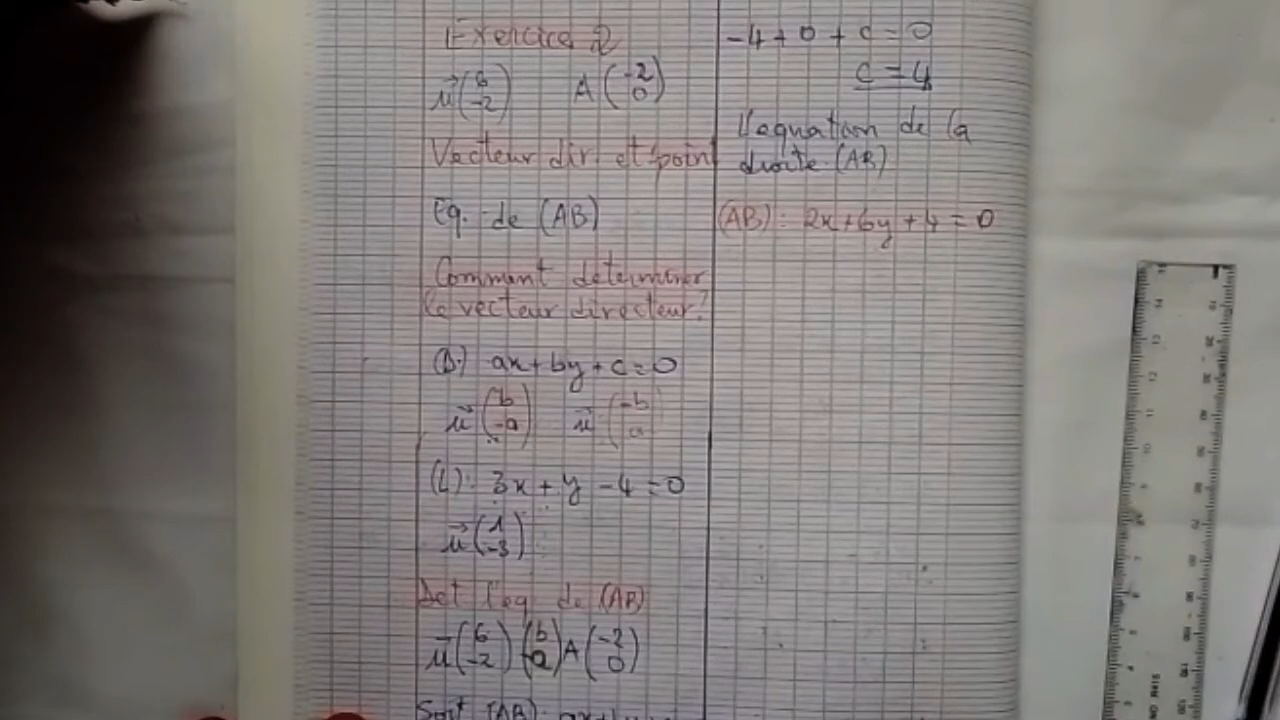 Exercice 2
u⃗(6 -2) A(-2 0)
Vecteur dir et point
Eq. de (AB)
Comment déterminer
le vecteur directeur?
(D:) ax+by+c=0
u⃗(b -a) u⃗(-b a)
(L): 3x+y-4=0
u⃗(1 -3)
Det l'eq de (AB)
u⃗(6 -2) (b -a) A(-2 0)
Soit (AB):
-4+0+c=0
c=4
L'equation de la
droite (AB)
(AB): 2x+6y+4=0